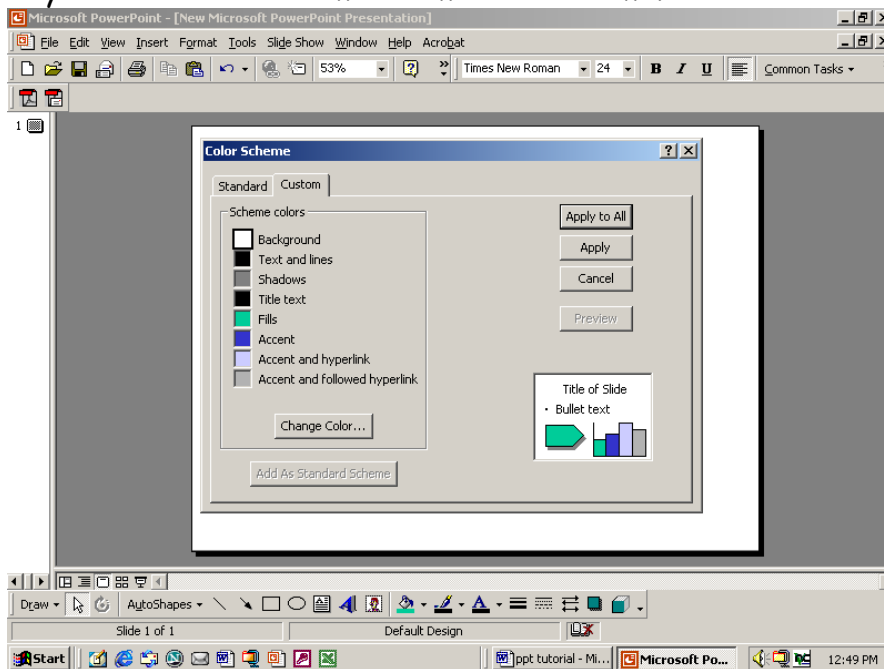 Microsoft PowerPoint - [New Microsoft PowerPoint Presentation]
File Edit View Insert Format Tools Slide Show Window Help Acrobat
53% Times New Roman 24 B I U Common Tasks
1
Color Scheme
Standard Custom
Scheme colors
Background
Text and lines
Shadows
Title text
Fills
Accent
Accent and hyperlink
Accent and followed hyperlink
Change Color...
Add As Standard Scheme
Apply to All
Apply
Cancel
Preview
Title of Slide
• Bullet text
Draw AutoShapes
Slide 1 of 1 Default Design
Start ppt tutorial - Mi... Microsoft Po... 12:49 PM